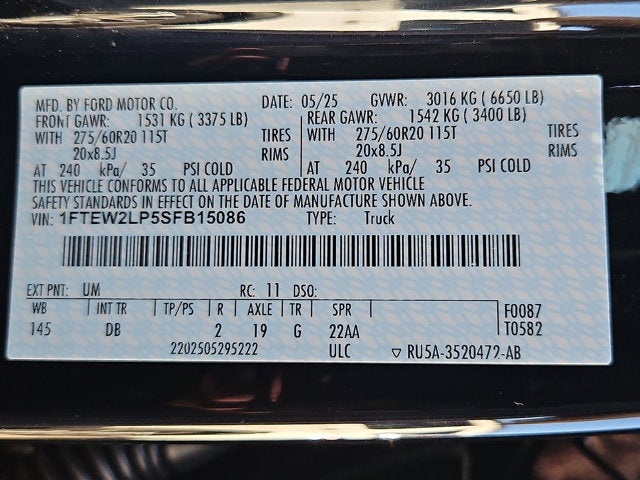 MFD. BY FORD MOTOR CO. DATE: 05/25 GVWR: 3016 KG ( 6650 LB)
FRONT GAWR: 1531 KG ( 3375 LB) REAR GAWR: 1542 KG ( 3400 LB)
WITH 275/60R20 115T TIRES WITH 275/60R20 115T TIRES
20x8.5J RIMS 20x8.5J RIMS
AT 240 kPa/ 35 PSI COLD AT 240 kPa/ 35 PSI COLD
THIS VEHICLE CONFORMS TO ALL APPLICABLE FEDERAL MOTOR VEHICLE
SAFETY STANDARDS IN EFFECT ON THE DATE OF MANUFACTURE SHOWN ABOVE.
VIN: 1FTEW2LP5SFB15086 TYPE: Truck
EXT PNT: UM RC: 11 DSO:
WB INT TR TP/PS R AXLE TR SPR F0087
145 DB 2 19 G 22AA T0582
2202505295222 ULC ▽ RU5A-3520472-AB